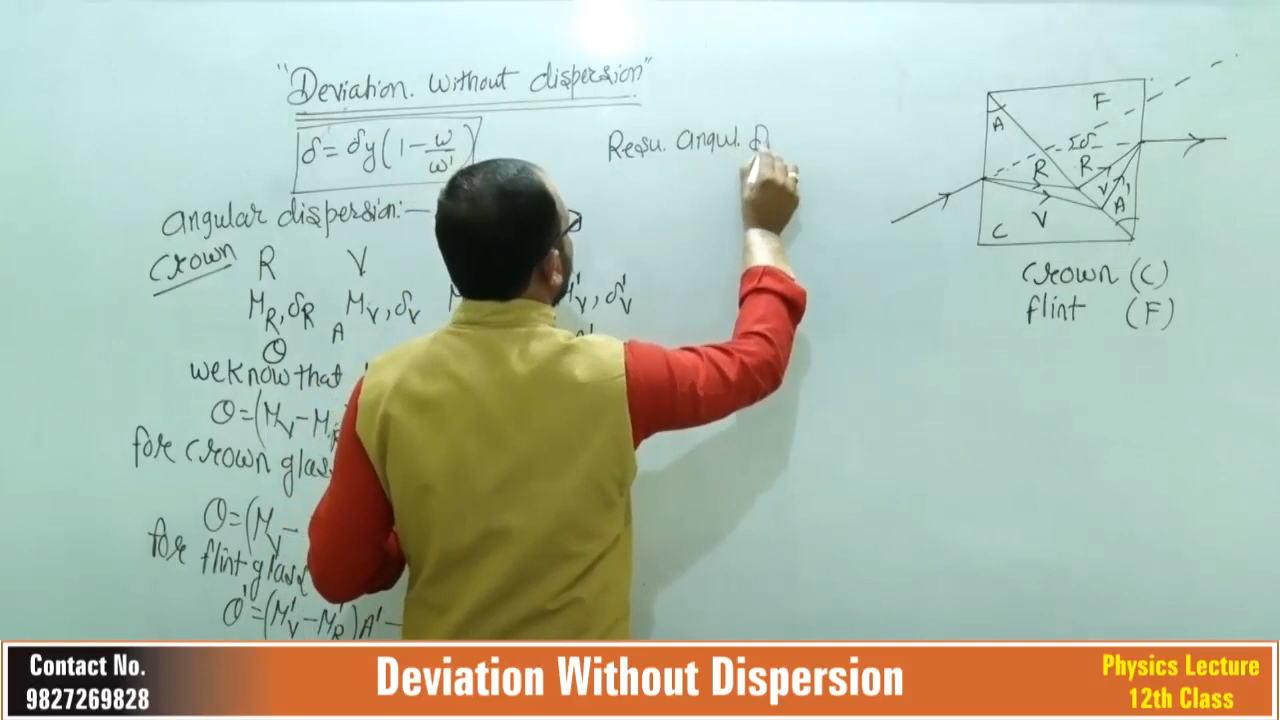 "Deviation Without dispersion"
δ = δy(1 - ω/ω')
Resu. angul.
angular dispersion:-
Crown R V
μR, δR μV, δV μ'V, δ'V
θ A
we know that
θ = (μV - μR
for crown glass
θ = (μV -
for flint glass
θ' = (μ'V - μ'R)A' -
A F
Σδ
R R
V V A'
C
Crown (C)
flint (F)
Contact No.
9827269828
Deviation Without Dispersion
Physics Lecture
12th Class